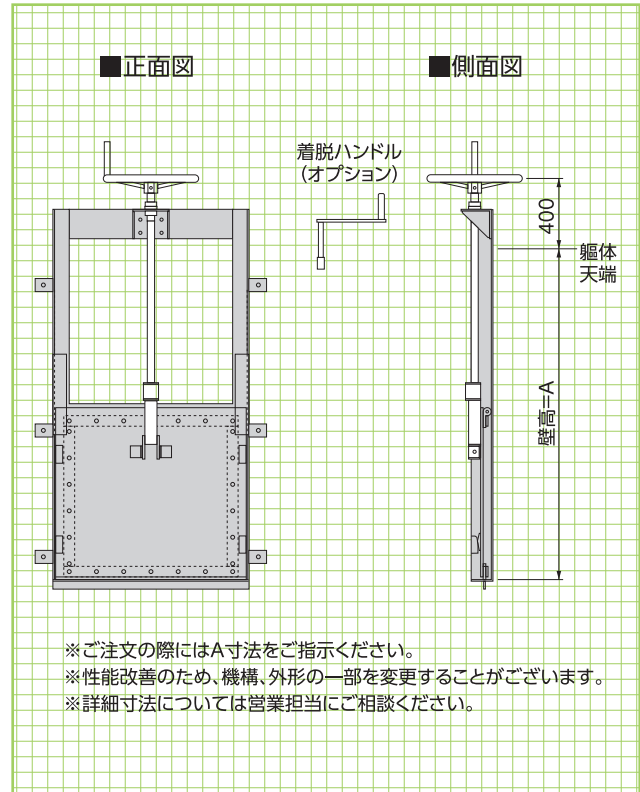 ■正面図
■側面図
着脱ハンドル
（オプション）
400
躯体
天端
壁高=A
※ご注文の際にはA寸法をご指示ください。
※性能改善のため、機構、外形の一部を変更することがございます。
※詳細寸法については営業担当にご相談ください。